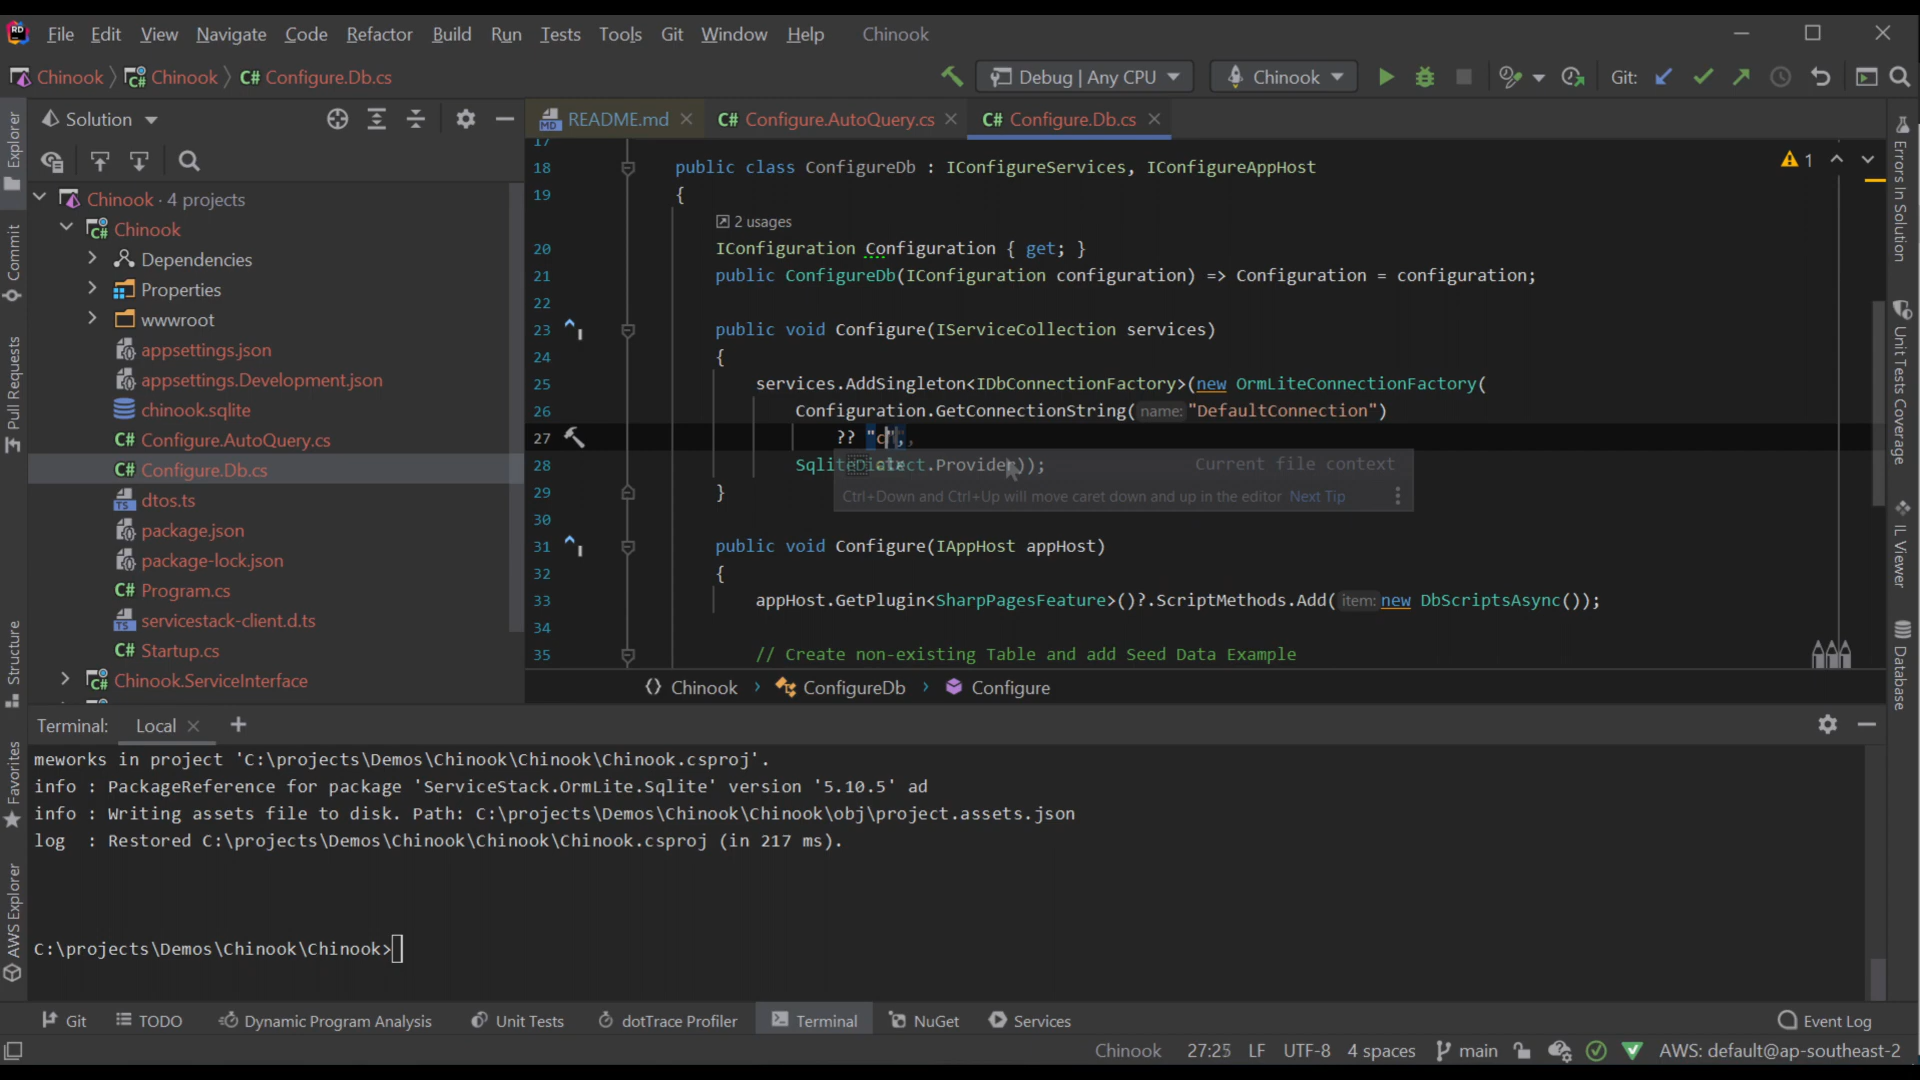 File Edit View Navigate Code Refactor Build Run Tests Tools Git Window Help Chinook
Chinook Chinook C# Configure.Db.cs Debug | Any CPU Chinook Git:
Solution
README.md C# Configure.AutoQuery.cs C# Configure.Db.cs
Chinook · 4 projects
Chinook
Dependencies
Properties
wwwroot
appsettings.json
appsettings.Development.json
chinook.sqlite
C# Configure.AutoQuery.cs
C# Configure.Db.cs
dtos.ts
package.json
package-lock.json
C# Program.cs
servicestack-client.d.ts
C# Startup.cs
Chinook.ServiceInterface
17
18 public class ConfigureDb : IConfigureServices, IConfigureAppHost
19 {
2 usages
20 IConfiguration Configuration { get; }
21 public ConfigureDb(IConfiguration configuration) => Configuration = configuration;
22
23 public void Configure(IServiceCollection services)
24 {
25 services.AddSingleton<IDbConnectionFactory>(new OrmLiteConnectionFactory(
26 Configuration.GetConnectionString(name: "DefaultConnection")
27 ?? "c",
28 SqliteDialect.Provider));
Current file context
Ctrl+Down and Ctrl+Up will move caret down and up in the editor Next Tip
29 }
30
31 public void Configure(IAppHost appHost)
32 {
33 appHost.GetPlugin<SharpPagesFeature>()?.ScriptMethods.Add(item: new DbScriptsAsync());
34
35 // Create non-existing Table and add Seed Data Example
1
Chinook ConfigureDb Configure
Explorer
Commit
Pull Requests
Structure
Favorites
AWS Explorer
Errors In Solution
Unit Tests Coverage
IL Viewer
Database
Terminal: Local
meworks in project 'C:\projects\Demos\Chinook\Chinook\Chinook.csproj'.
info : PackageReference for package 'ServiceStack.OrmLite.Sqlite' version '5.10.5' ad
info : Writing assets file to disk. Path: C:\projects\Demos\Chinook\Chinook\obj\project.assets.json
log : Restored C:\projects\Demos\Chinook\Chinook\Chinook.csproj (in 217 ms).
C:\projects\Demos\Chinook\Chinook>
Git TODO Dynamic Program Analysis Unit Tests dotTrace Profiler Terminal NuGet Services Event Log
Chinook 27:25 LF UTF-8 4 spaces main AWS: default@ap-southeast-2